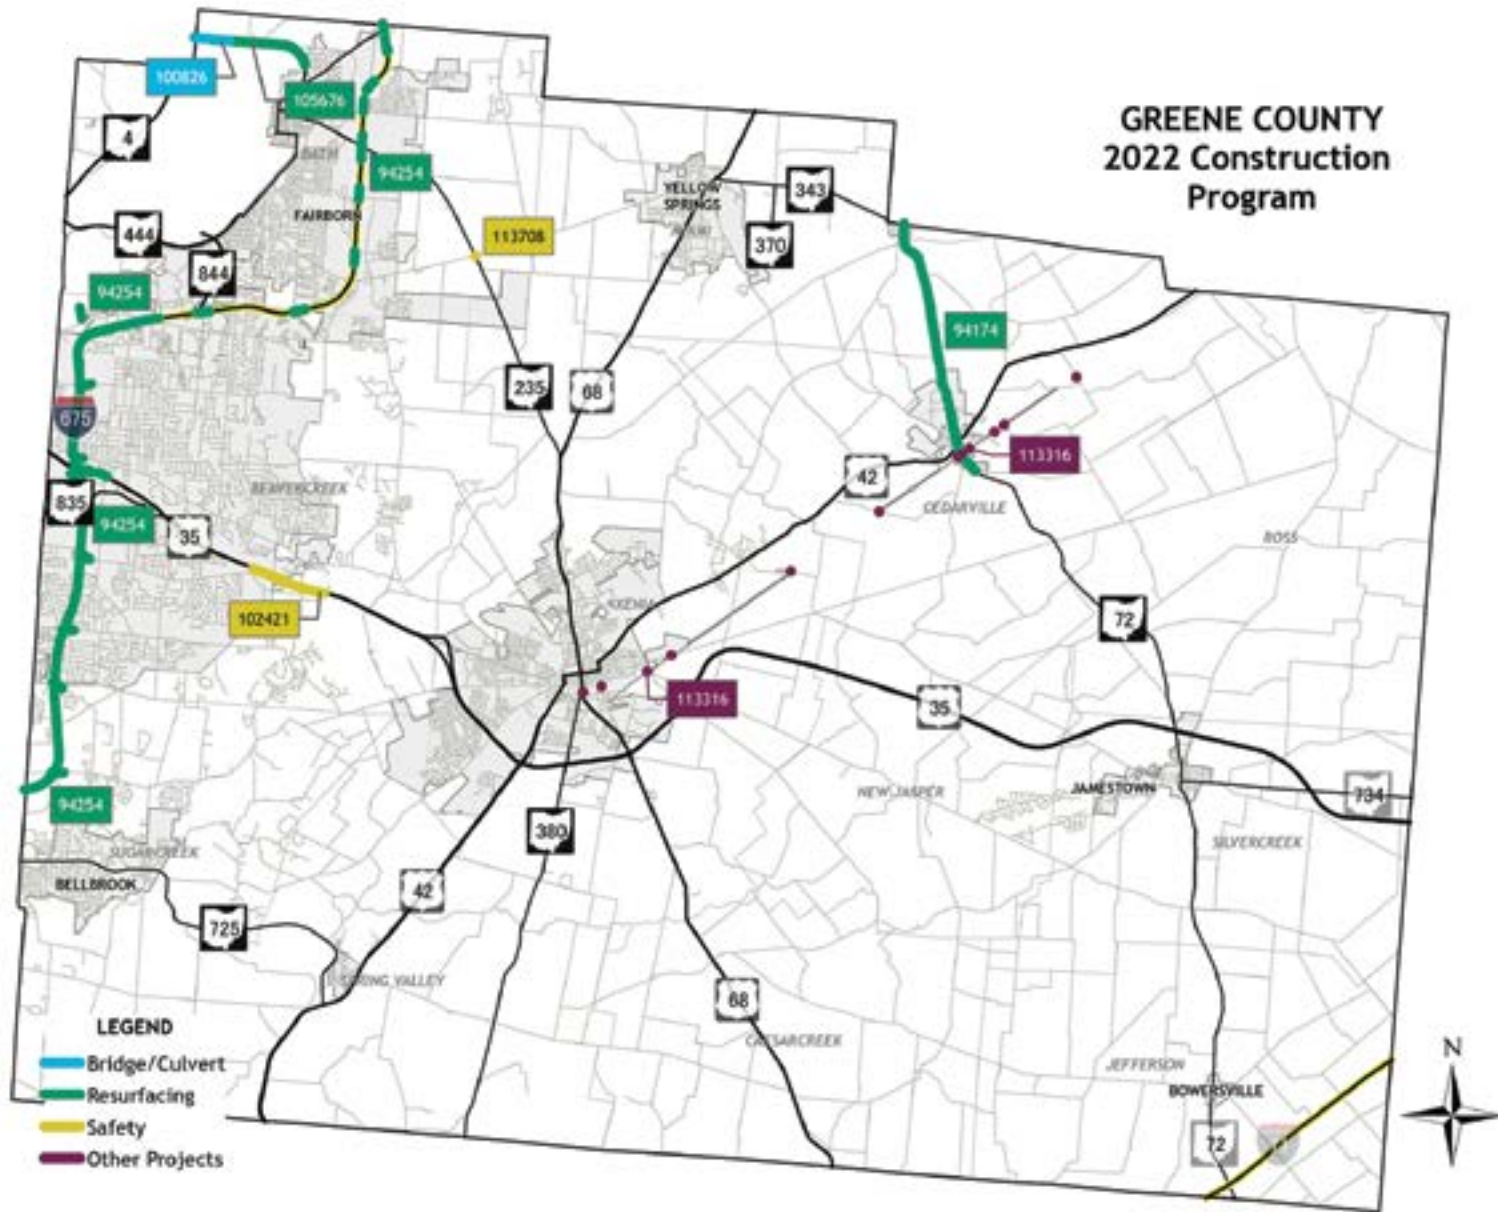 GREENE COUNTY
2022 Construction
Program
100826
105676
4
BATH
94254
YELLOW
SPRINGS
MIAMI
343
FAIRBORN
444
113708
370
844
94254
94174
235
68
675
113316
42
835
BEAVERCREEK
CEDARVILLE
94254
35
ROSS
102421
XENIA
72
113316
35
NEW JASPER
JAMESTOWN
734
94254
380
SUGARCREEK
SILVERCREEK
BELLBROOK
42
725
SPRING VALLEY
68
CAESARCREEK
LEGEND
Bridge/Culvert
Resurfacing
Safety
Other Projects
JEFFERSON
BOWERSVILLE
72
N